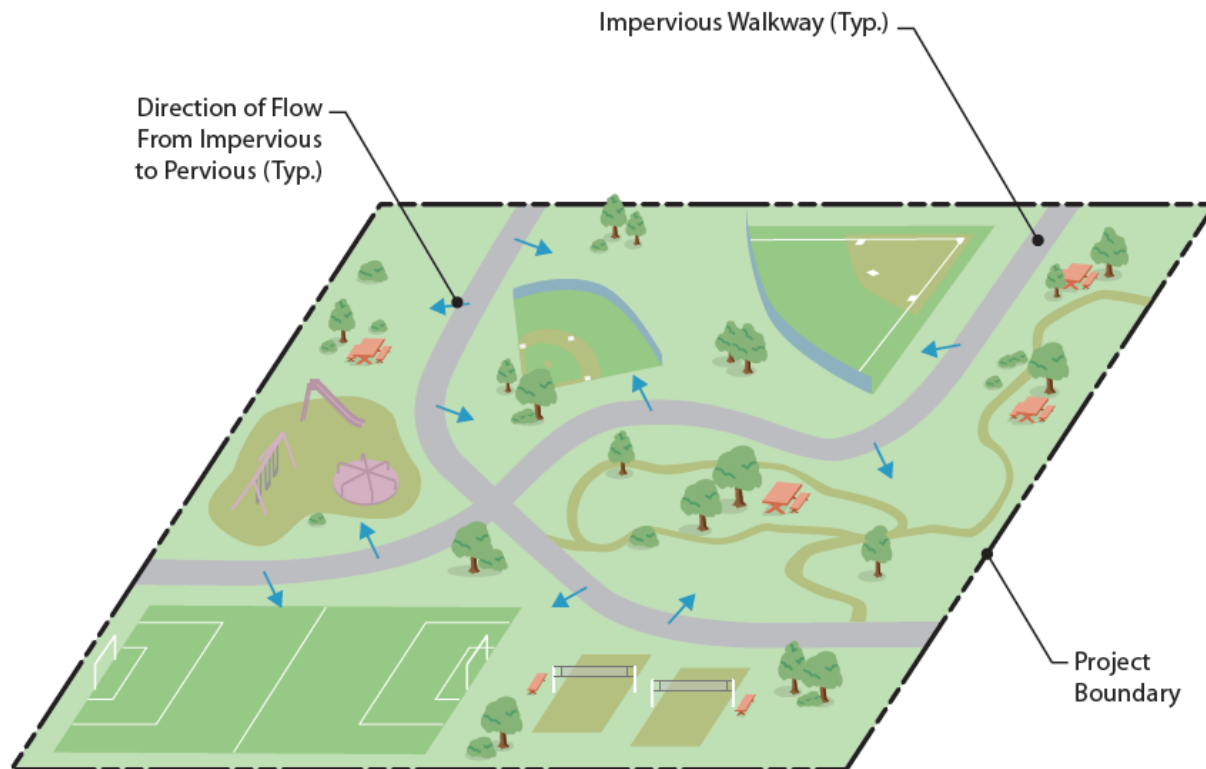 Impervious Walkway (Typ.)
Direction of Flow
From Impervious
to Pervious (Typ.)
Project
Boundary